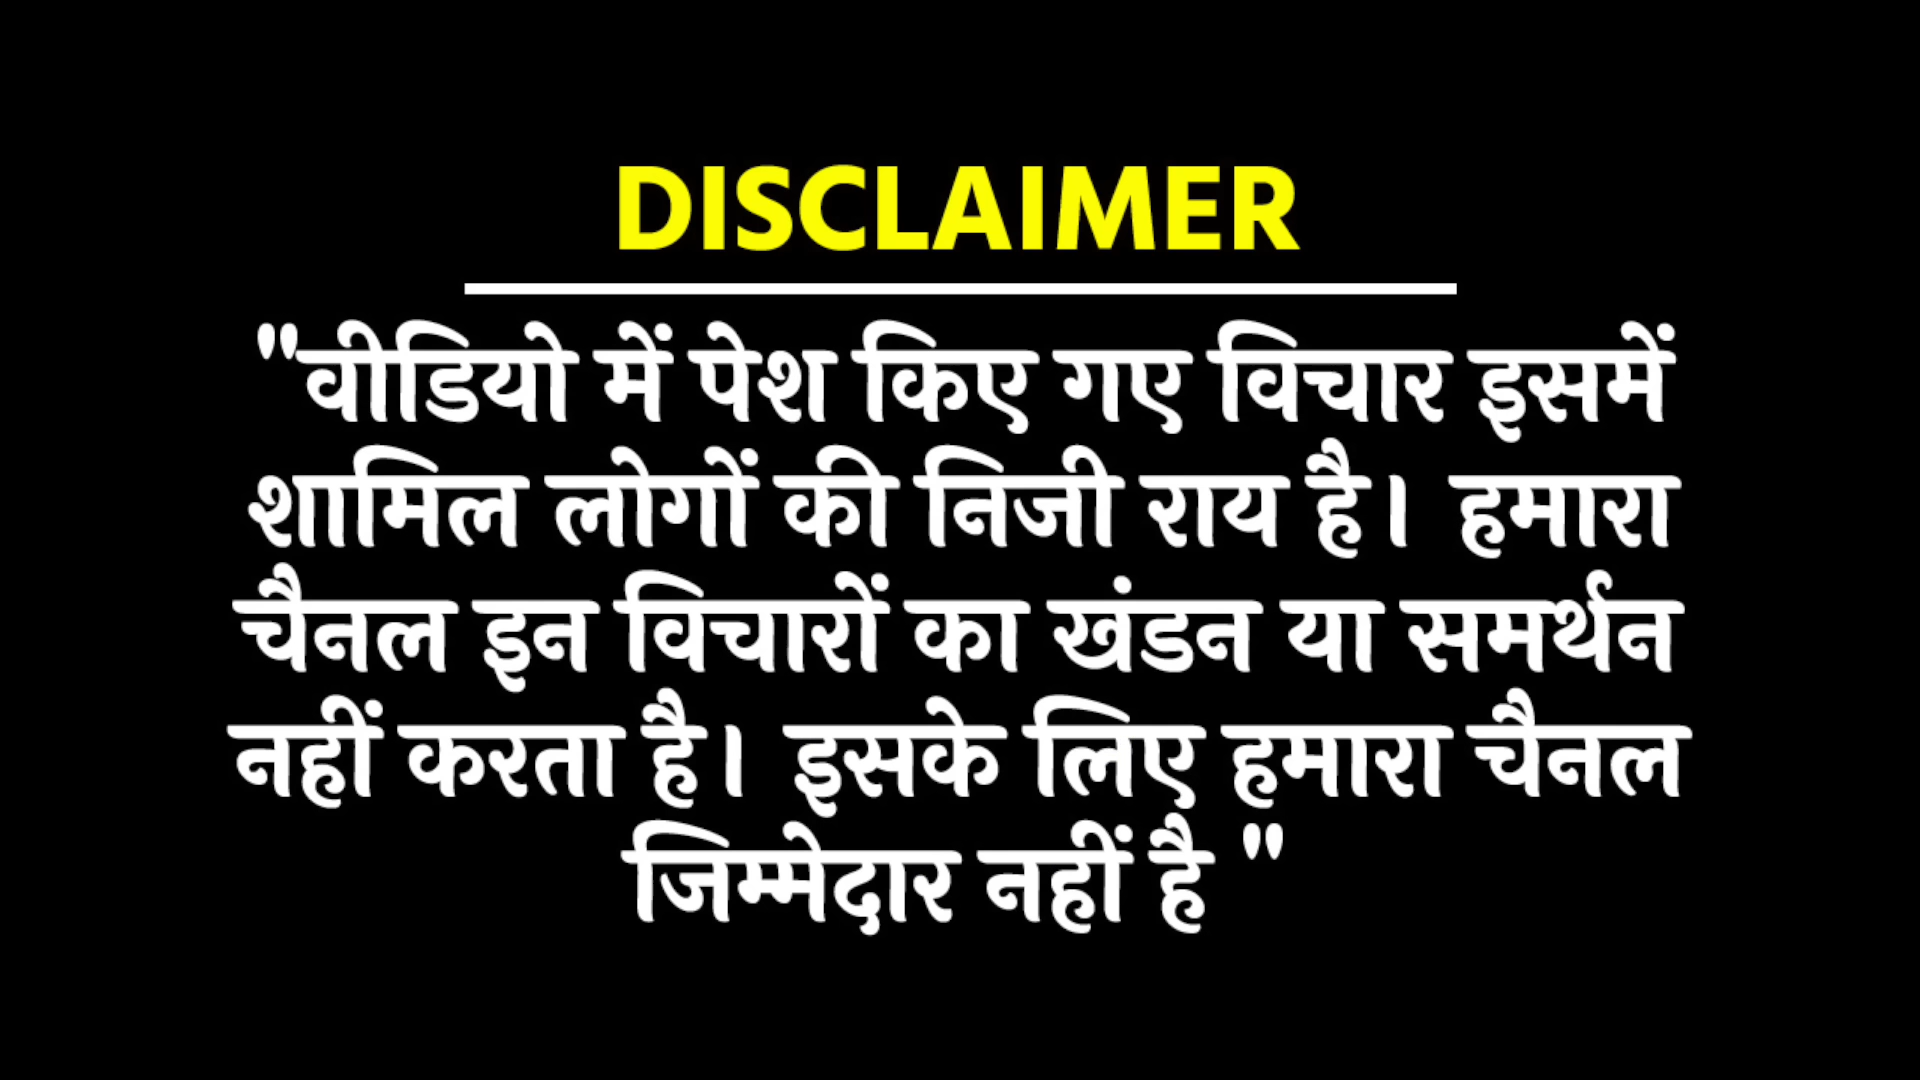 DISCLAIMER
"वीडियो में पेश किए गए विचार इसमें
शामिल लोगों की निजी राय है। हमारा
चैनल इन विचारों का खंडन या समर्थन
नहीं करता है। इसके लिए हमारा चैनल
जिम्मेदार नहीं है "